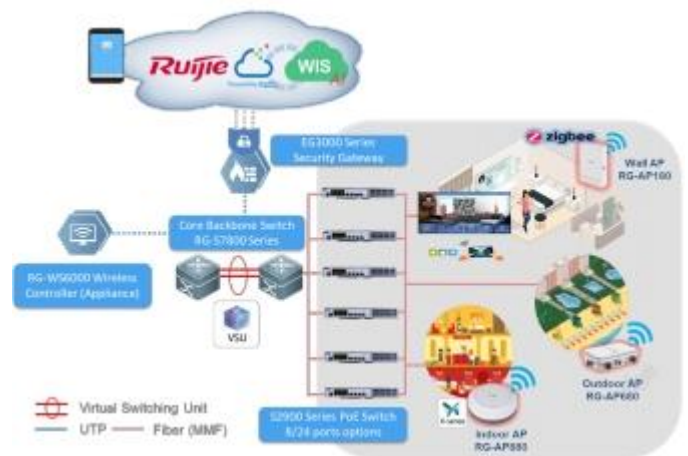 Ruijie
WIS
EG3000 Series
Security Gateway
zigbee
Wall AP
RG-AP180
Core Backbone Switch
RG-S7800 Series
RG-WS6000 Wireless
Controller (Appliance)
VSU
Outdoor AP
RG-AP680
Virtual Switching Unit
UTP
Fiber (MMF)
S2900 Series PoE Switch
8/24 ports options
Indoor AP
RG-AP880